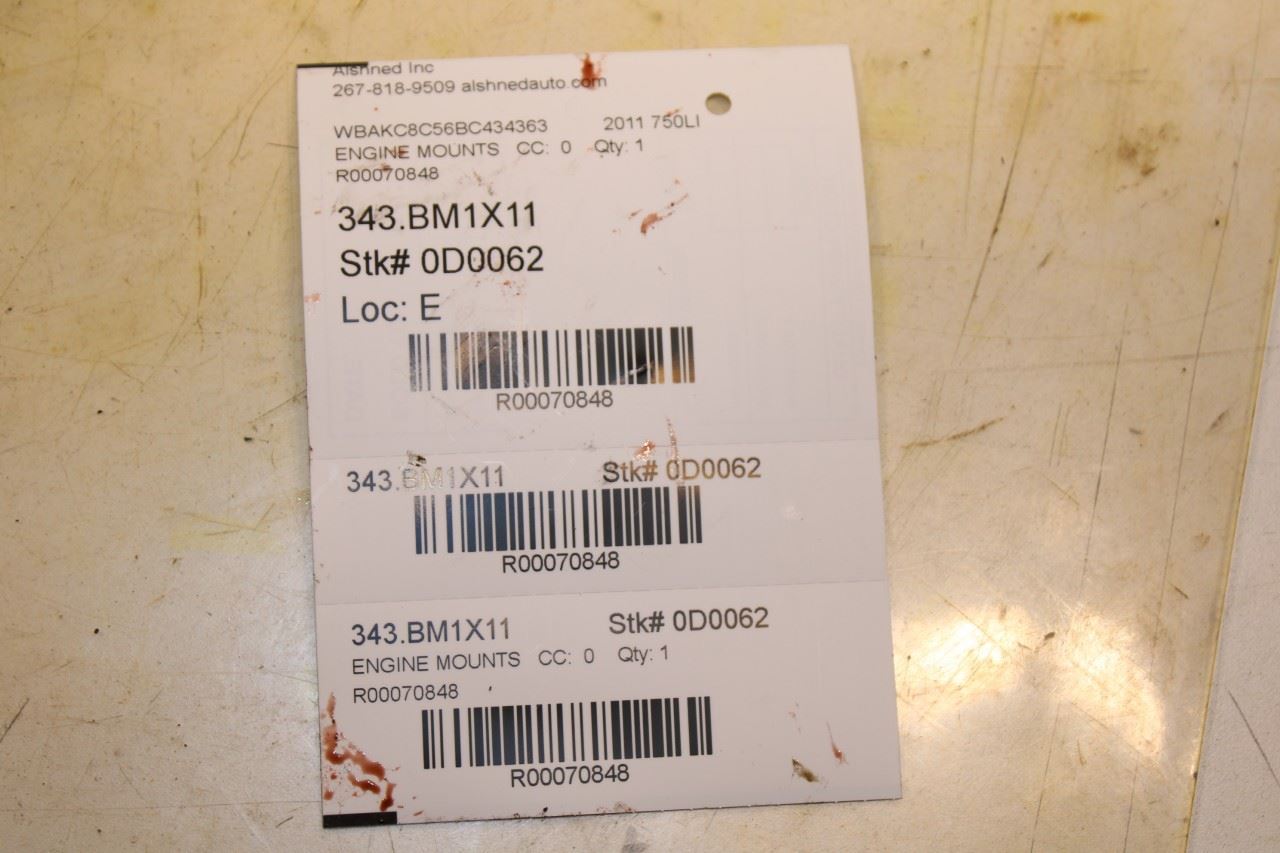 Alshned Inc
267-818-9509 alshnedauto.com
WBAKC8C56BC434363 2011 750LI
ENGINE MOUNTS CC: 0 Qty: 1
R00070848
343.BM1X11
Stk# 0D0062
Loc: E
R00070848
343.BM1X11 Stk# 0D0062
R00070848
343.BM1X11 Stk# 0D0062
ENGINE MOUNTS CC: 0 Qty: 1
R00070848
R00070848